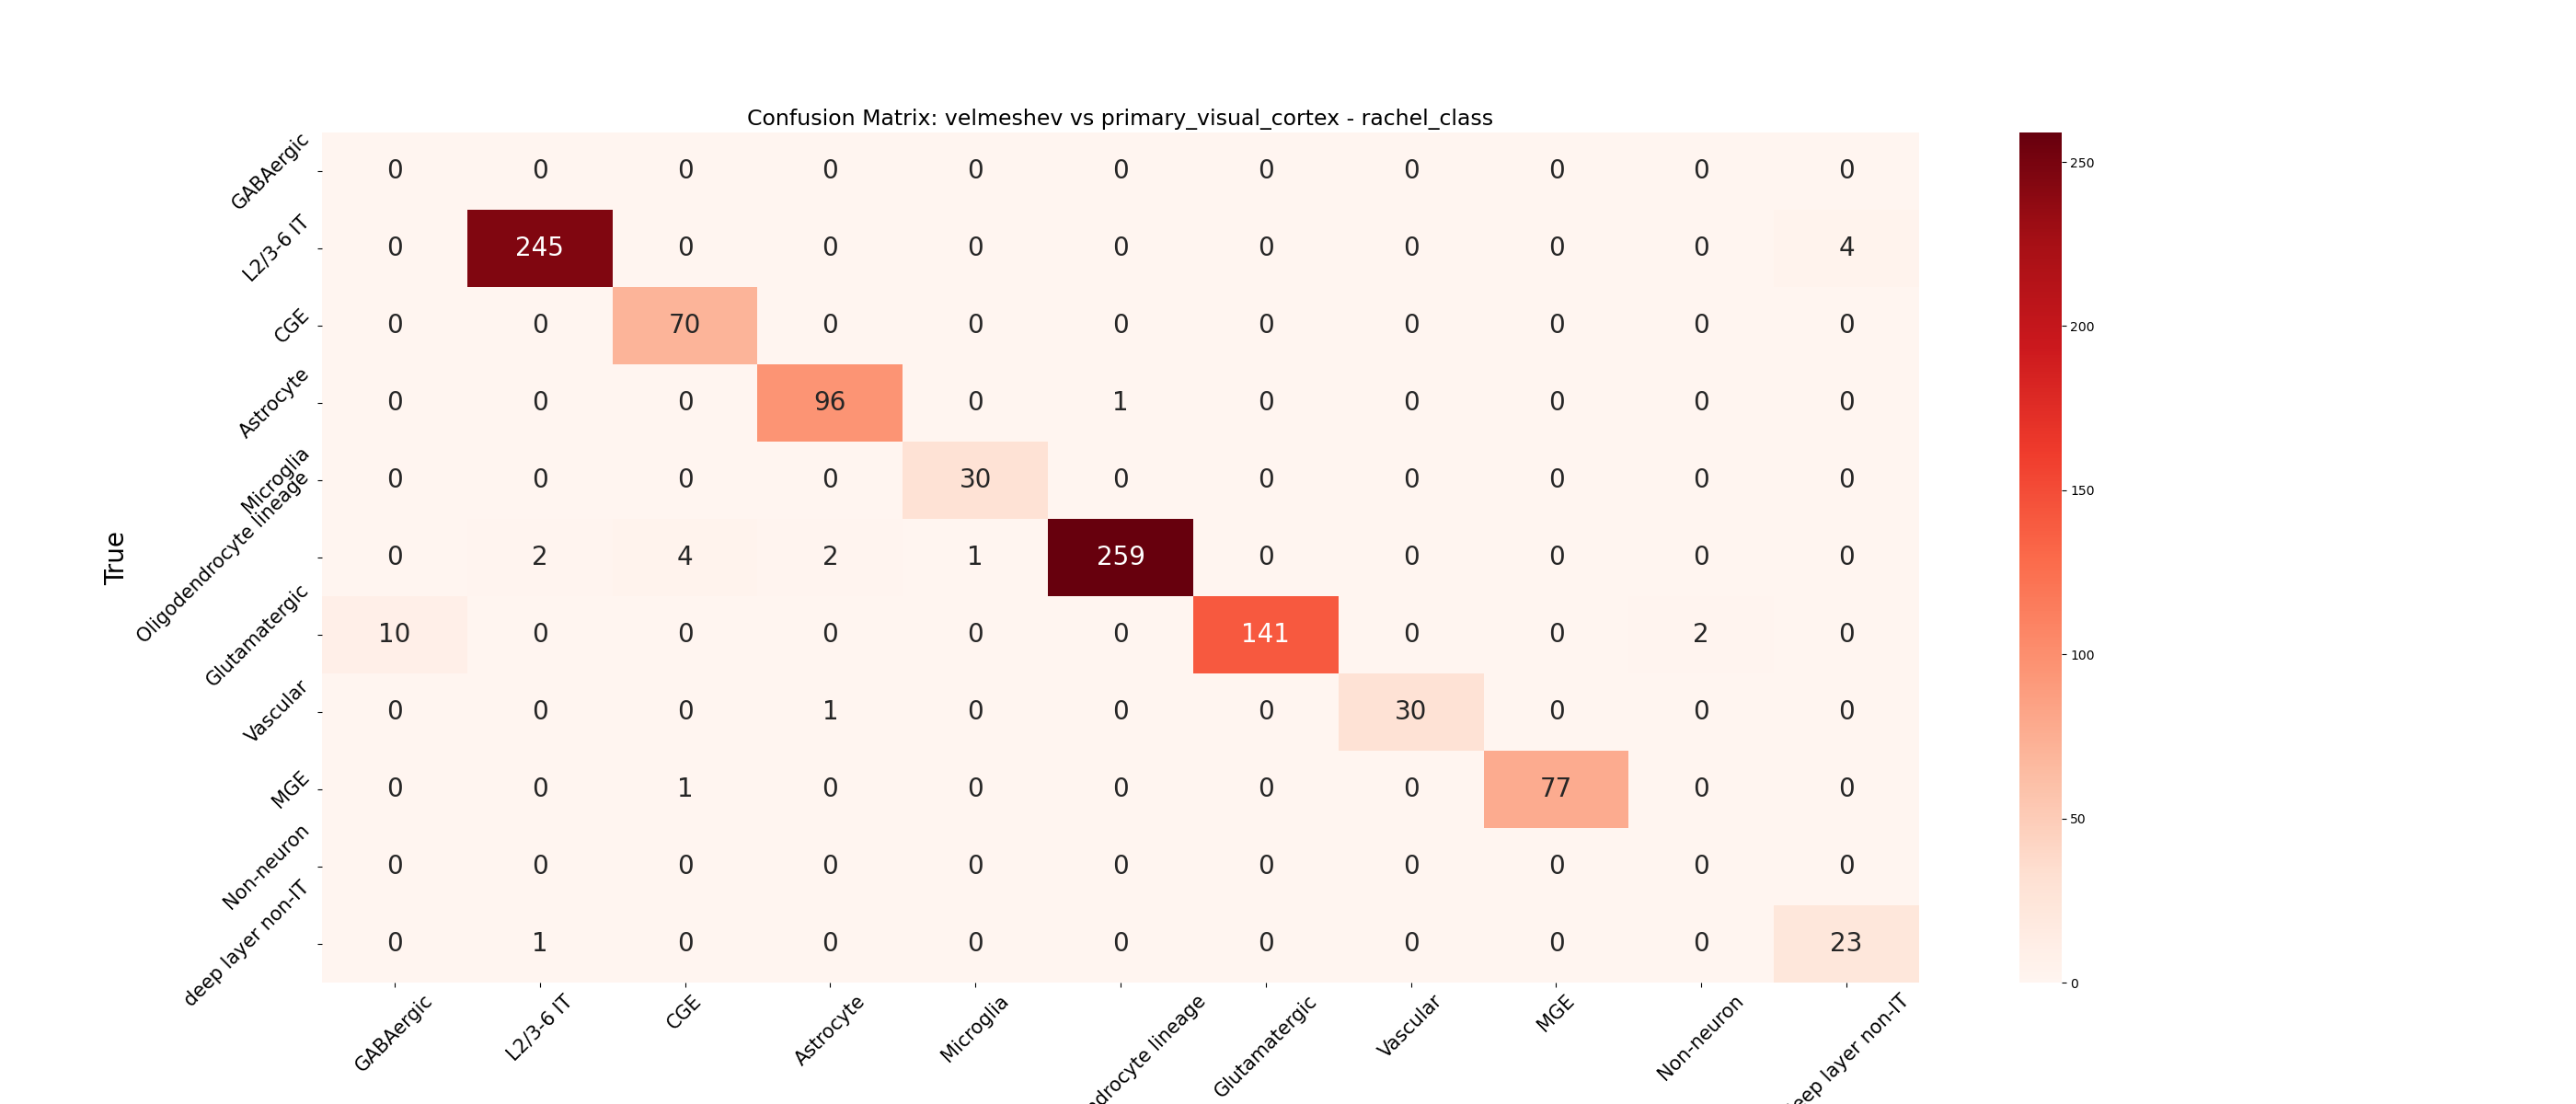 Confusion Matrix: velmeshev vs primary_visual_cortex - rachel_class
True
GABAergic 0 0 0 0 0 0 0 0 0 0 0
L2/3-6 IT 0 245 0 0 0 0 0 0 0 0 4
CGE 0 0 70 0 0 0 0 0 0 0 0
Astrocyte 0 0 0 96 0 1 0 0 0 0 0
Microglia 0 0 0 0 30 0 0 0 0 0 0
Oligodendrocyte lineage 0 2 4 2 1 259 0 0 0 0 0
Glutamatergic 10 0 0 0 0 0 141 0 0 2 0
Vascular 0 0 0 1 0 0 0 30 0 0 0
MGE 0 0 1 0 0 0 0 0 77 0 0
Non-neuron 0 0 0 0 0 0 0 0 0 0 0
deep layer non-IT 0 1 0 0 0 0 0 0 0 0 23
GABAergic L2/3-6 IT CGE Astrocyte Microglia lineage Glutamatergic Vascular MGE Non-neuron layer non-IT
250
200
150
100
50
0